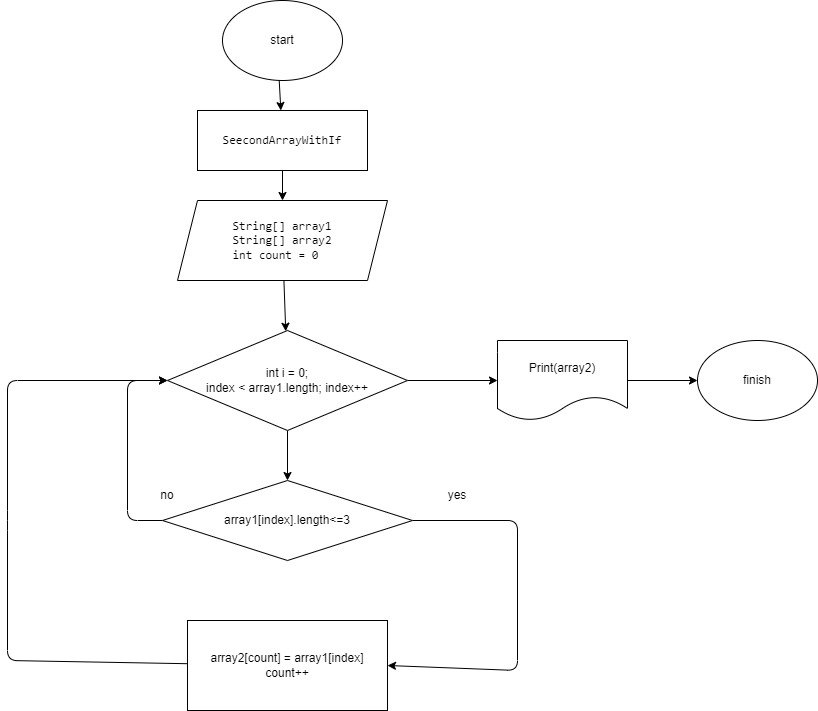 start
SeecondArrayWithIf
String[] array1
String[] array2
int count = 0
int i = 0;
index < array1.length; index++
Print(array2)
finish
no
yes
array1[index].length<=3
array2[count] = array1[index]
count++